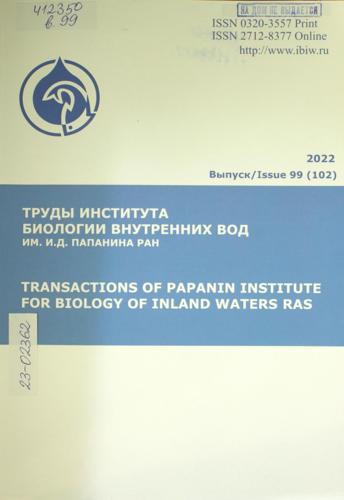 412350
в. 99
НА ДОМ НЕ ВЫДАЕТСЯ
ISSN 0320-3557 Print
ISSN 2712-8377 Online
http://www.ibiw.ru
2022
Выпуск/Issue 99 (102)
ТРУДЫ ИНСТИТУТА
БИОЛОГИИ ВНУТРЕННИХ ВОД
ИМ. И.Д. ПАПАНИНА РАН
TRANSACTIONS OF PAPANIN INSTITUTE
FOR BIOLOGY OF INLAND WATERS RAS
23-02362